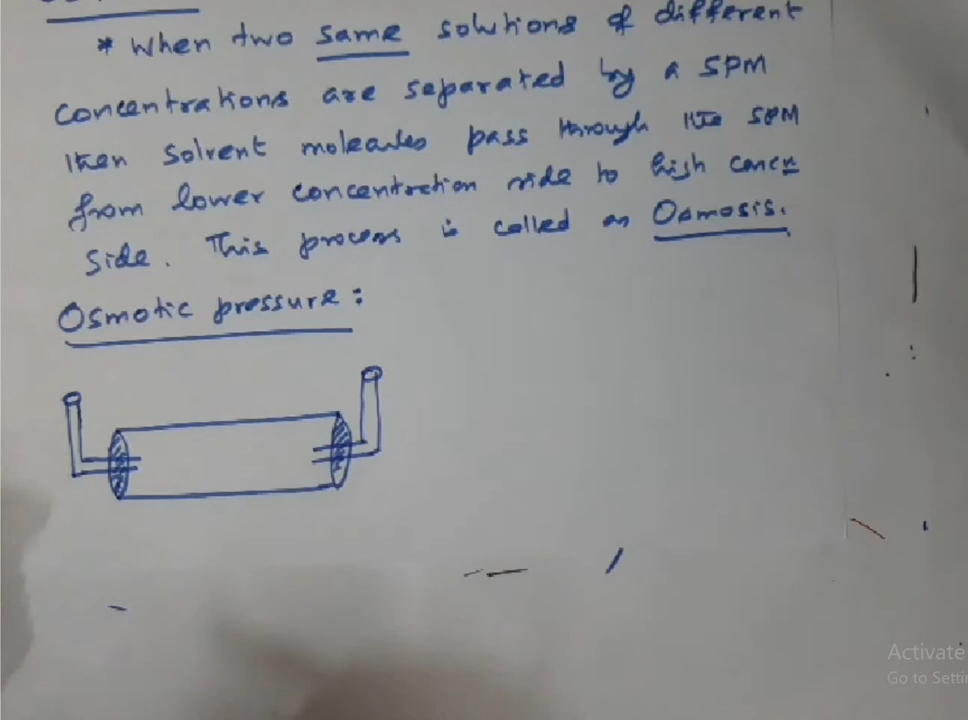 * When two same solutions of different
concentrations are separated by a SPM
then solvent molecules pass through the SPM
from lower concentration side to high concn
side. This process is called as Osmosis.
Osmotic pressure:
Activate
Go to Settin